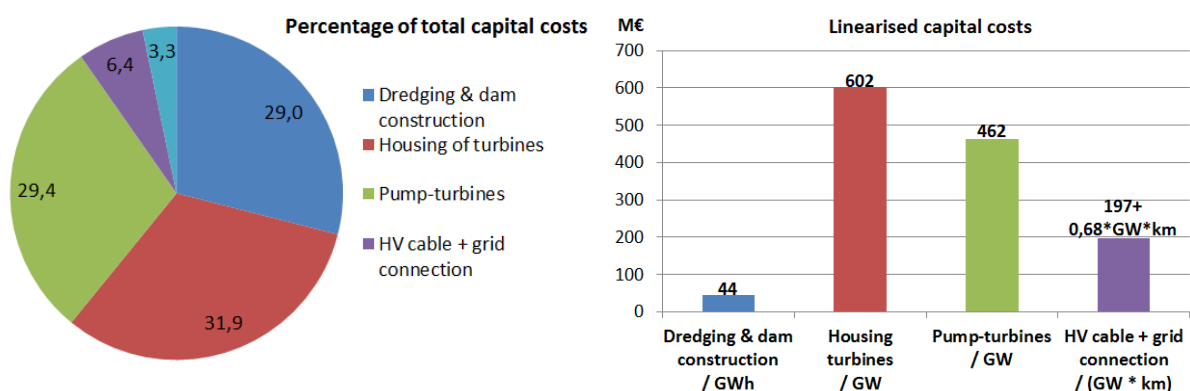 Percentage of total capital costs
3,3
6,4
29,0
29,4
31,9
Dredging & dam
construction
Housing of turbines
Pump-turbines
HV cable + grid
connection
M€
Linearised capital costs
700
600
500
400
300
200
100
0
44
602
462
197+
0,68*GW*km
Dredging & dam
construction
/ GWh
Housing
turbines
/ GW
Pump-turbines
/ GW
HV cable + grid
connection
/ (GW * km)